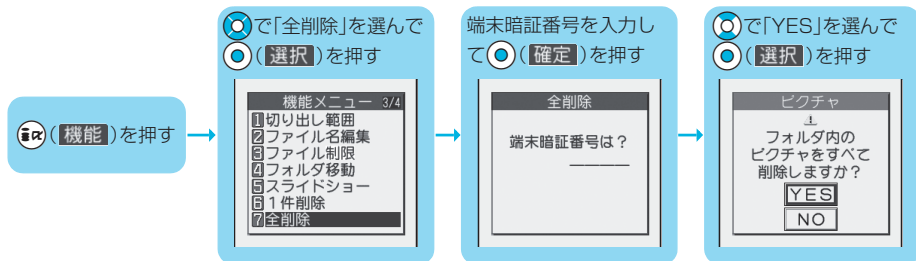 (機能)を押す
で「全削除」を選んで
(選択)を押す
機能メニュー 3/4
1切り出し範囲
2ファイル名編集
3ファイル制限
4フォルダ移動
5スライドショー
6１件削除
7全削除
端末暗証番号を入力し
て(確定)を押す
全削除
端末暗証番号は？
＿＿＿＿
で「YES」を選んで
(選択)を押す
ピクチャ
フォルダ内の
ピクチャをすべて
削除しますか？
YES
NO